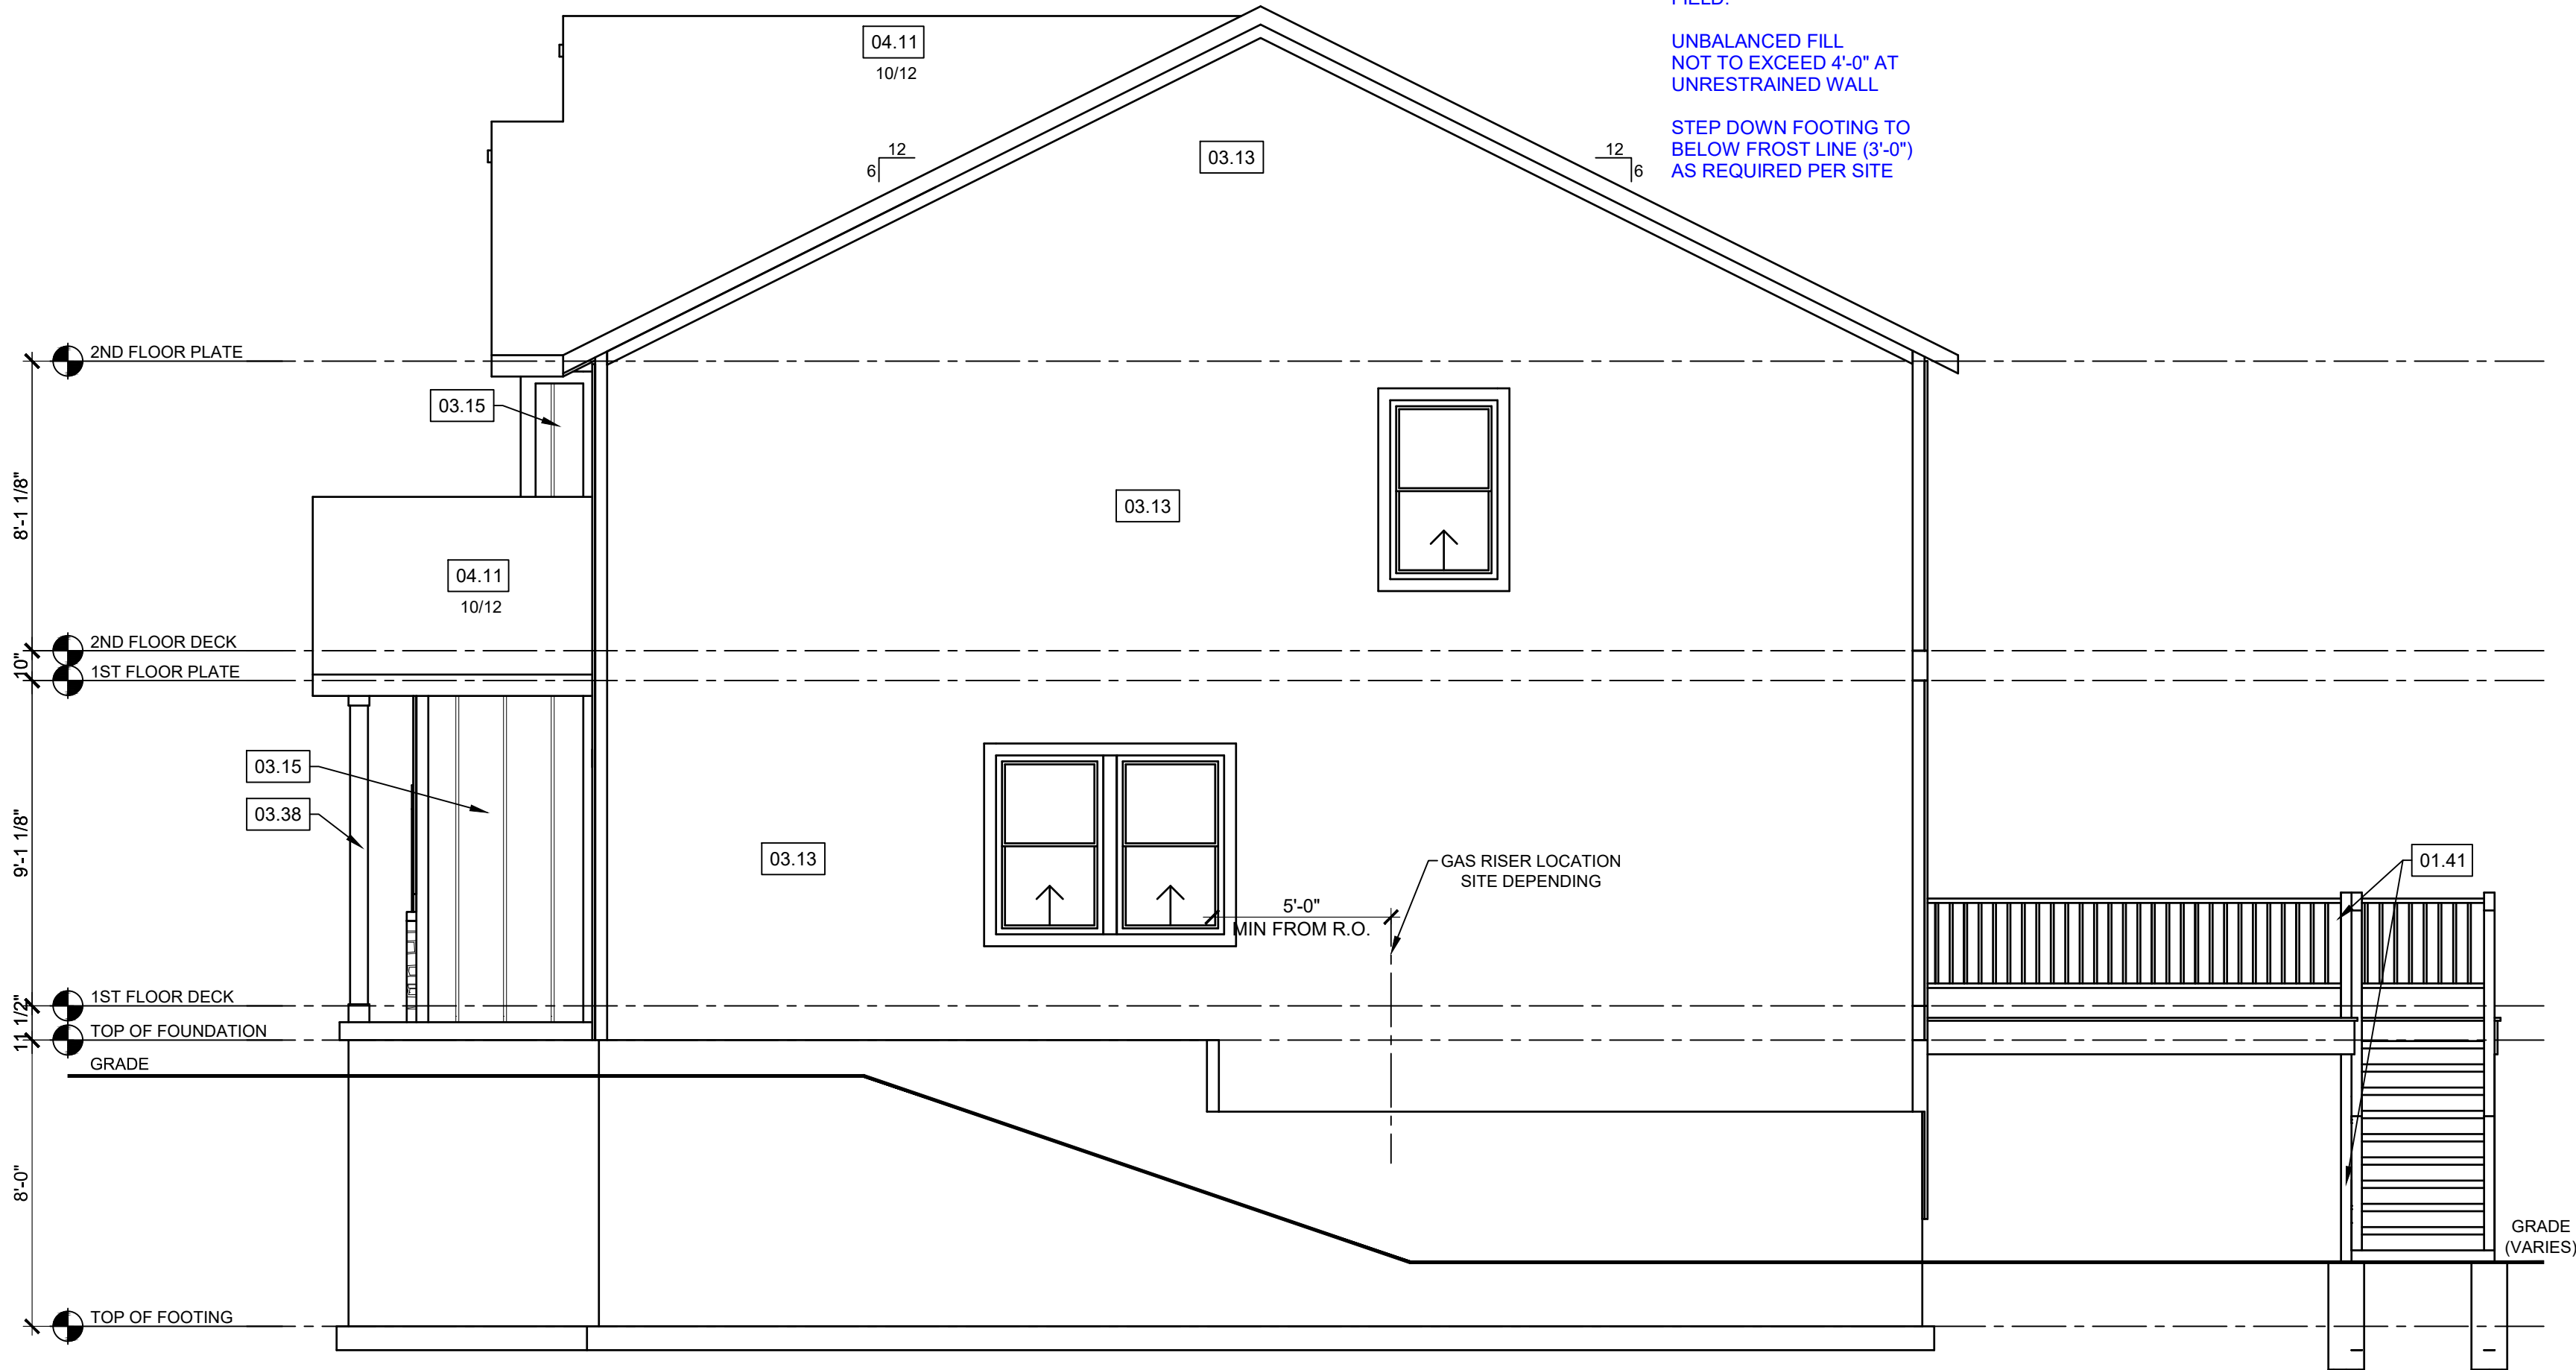 FIELD.
UNBALANCED FILL
NOT TO EXCEED 4'-0" AT
UNRESTRAINED WALL
STEP DOWN FOOTING TO
BELOW FROST LINE (3'-0")
AS REQUIRED PER SITE
04.11
10/12
12
6
03.13
12
6
2ND FLOOR PLATE
03.15
8'-1 1/8"
03.13
04.11
10/12
2ND FLOOR DECK
10"
1ST FLOOR PLATE
03.15
03.38
9'-1 1/8"
03.13
GAS RISER LOCATION
SITE DEPENDING
5'-0"
MIN FROM R.O.
01.41
1ST FLOOR DECK
11 1/2"
TOP OF FOUNDATION
GRADE
8'-0"
GRADE
(VARIES)
TOP OF FOOTING